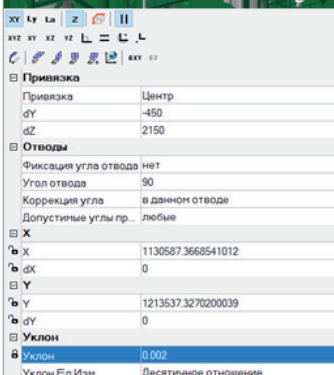 XY Ly La Z
XYZ XY XZ YZ
Привязка
Привязка Центр
dY -450
dZ 2150
Отводы
Фиксация угла отвода нет
Угол отвода 90
Коррекция угла в данном отводе
Допустимые углы пр... любые
X
X 1130587.3668541012
dX 0
Y
Y 1213537.3270200039
dY 0
Уклон
Уклон 0.002
Уклон Ед.Изм. Десятичное отношение